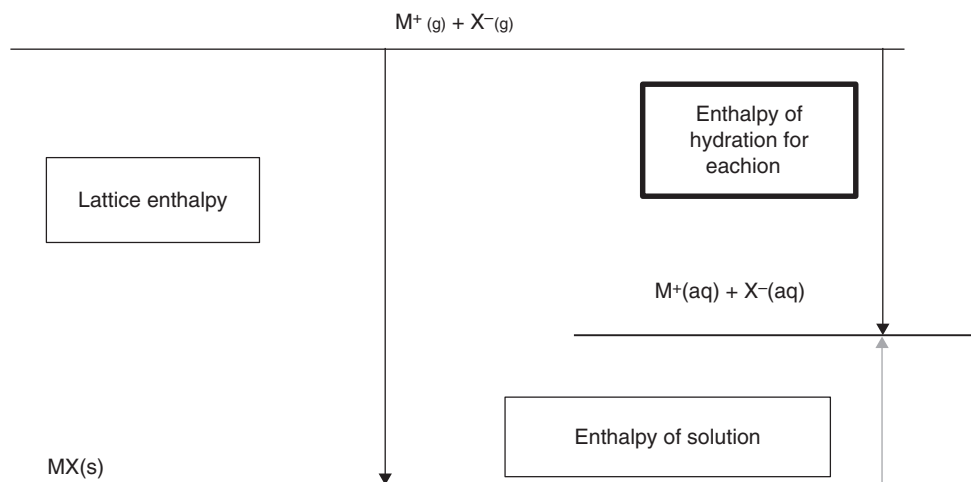 M⁺ (g) + X⁻(g)
Enthalpy of
hydration for
eachion
Lattice enthalpy
M⁺(aq) + X⁻(aq)
Enthalpy of solution
MX(s)